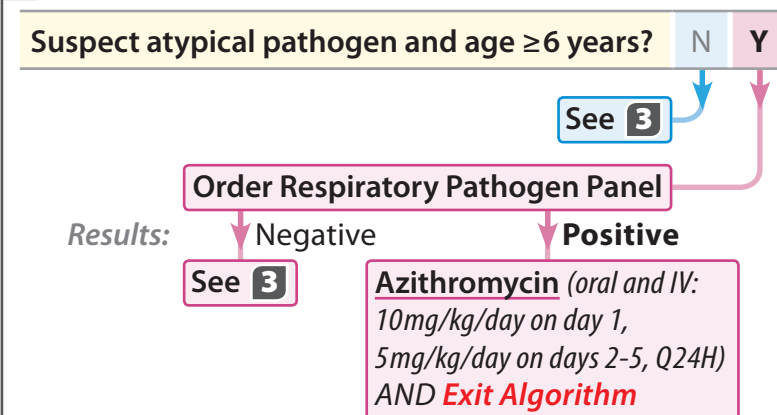 Suspect atypical pathogen and age ≥6 years? N Y
See 3
Order Respiratory Pathogen Panel
Results: Negative Positive
See 3
Azithromycin (oral and IV:
10mg/kg/day on day 1,
5mg/kg/day on days 2-5, Q24H)
AND Exit Algorithm